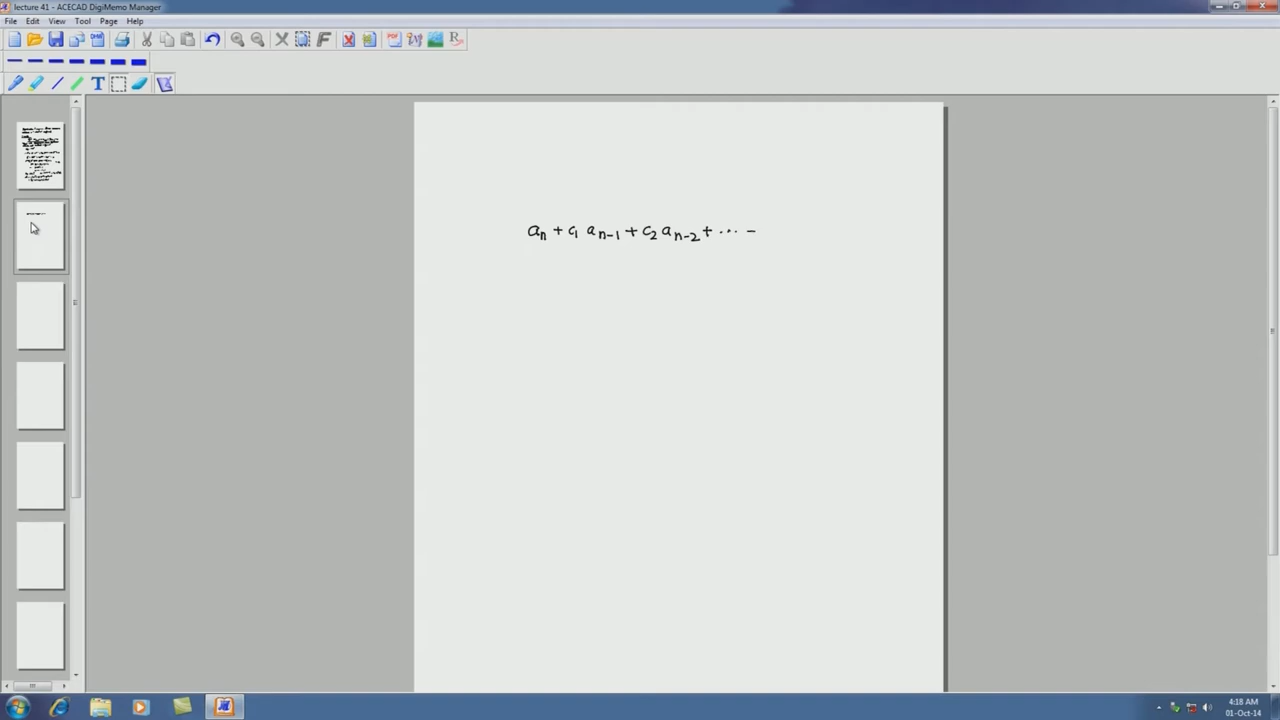 lecture 41 - ACECAD DigiMemo Manager
File Edit View Tool Page Help
aₙ + c₁ aₙ₋₁ + c₂ aₙ₋₂ + ... -
4:18 AM
01-Oct-14